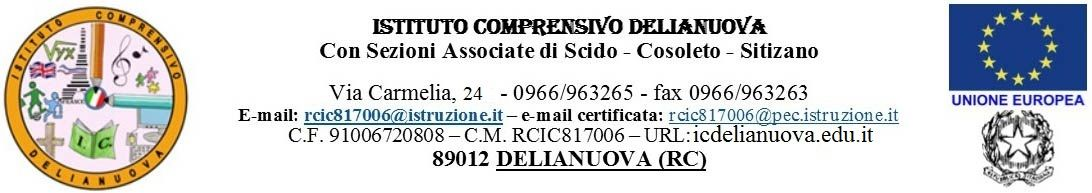 ISTITUTO COMPRENSIVO DELIANUOVA
Con Sezioni Associate di Scido - Cosoleto - Sitizano
Via Carmelia, 24 - 0966/963265 - fax 0966/963263
E-mail: rcic817006@istruzione.it – e-mail certificata: rcic817006@pec.istruzione.it
C.F. 91006720808 – C.M. RCIC817006 – URL: icdelianuova.edu.it
89012 DELIANUOVA (RC)
ISTITUTO COMPRENSIVO
DELIANUOVA
I. C.
UNIONE EUROPEA